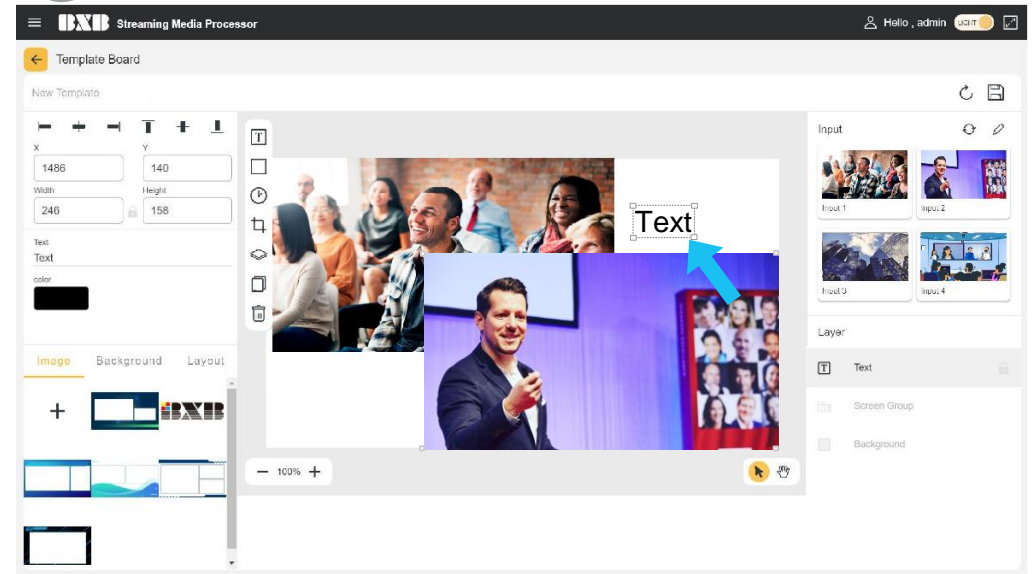 BXB Streaming Media Processor
Hello , admin LIGHT
Template Board
New Template
X Y
1486 140
Width Height
246 158
Text
Text
color
Image Background Layout
BXB
T
Text
100%
Input
Input 1 Input 2
Input 3 Input 4
Layer
T Text
Screen Group
Background